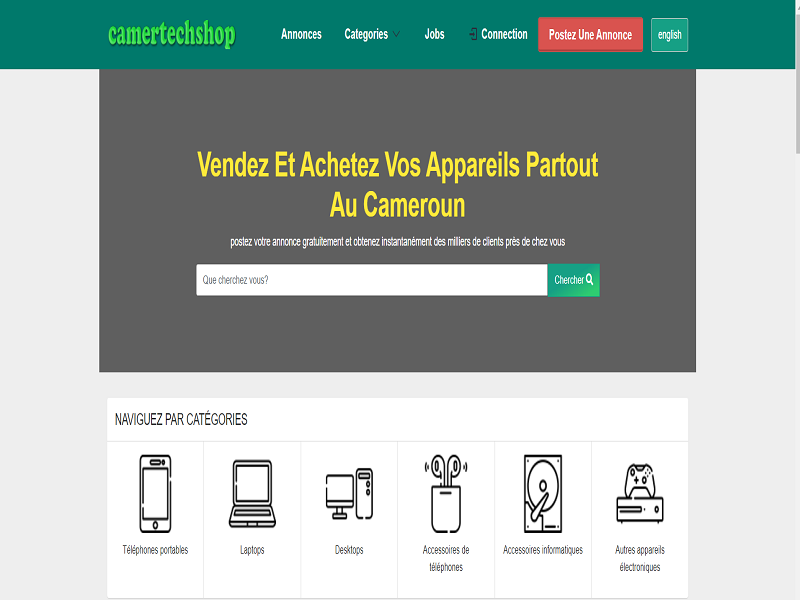 camertechshop
Annonces
Categories
Jobs
Connection
Postez Une Annonce
english
Vendez Et Achetez Vos Appareils Partout
Au Cameroun
postez votre annonce gratuitement et obtenez instantanément des milliers de clients près de chez vous
Que cherchez vous?
Chercher
NAVIGUEZ PAR CATÉGORIES
Téléphones portables
Laptops
Desktops
Accessoires de
téléphones
Accessoires informatiques
Autres appareils
électroniques